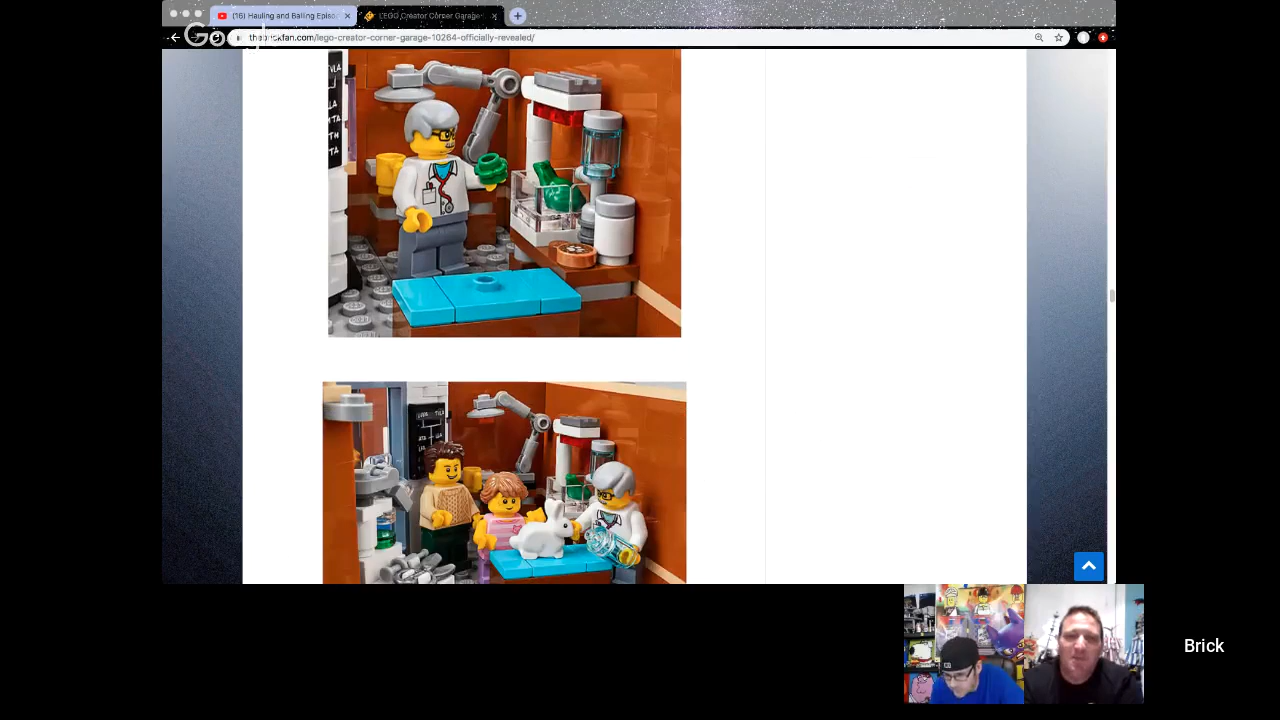 (16) Hauling and Balling Episo
LEGO Creator Corner Garage
thebrickfan.com/lego-creator-corner-garage-10264-officially-revealed/
Brick